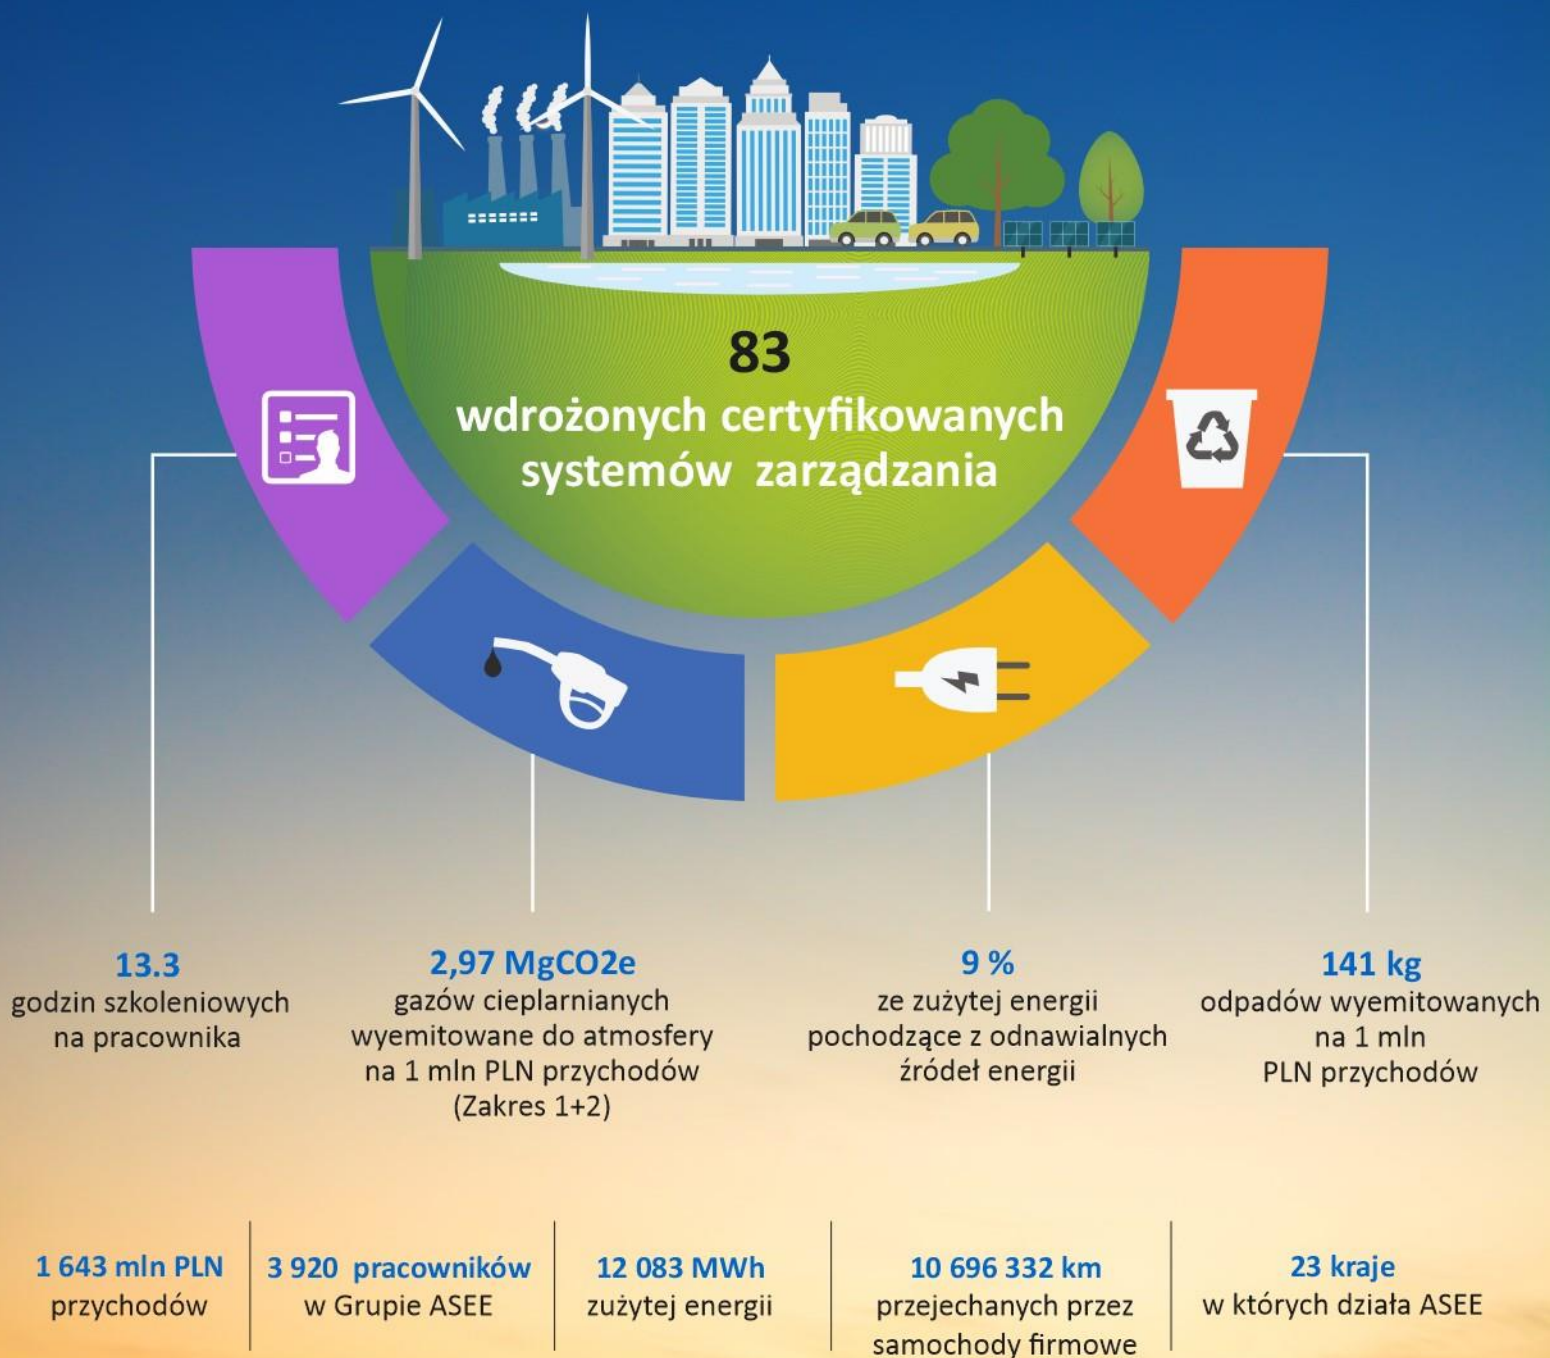 83
wdrożonych certyfikowanych
systemów zarządzania
13.3
godzin szkoleniowych
na pracownika
2,97 MgCO2e
gazów cieplarnianych
wyemitowane do atmosfery
na 1 mln PLN przychodów
(Zakres 1+2)
9 %
ze zużytej energii
pochodzące z odnawialnych
źródeł energii
141 kg
odpadów wyemitowanych
na 1 mln
PLN przychodów
1 643 mln PLN
przychodów
3 920 pracowników
w Grupie ASEE
12 083 MWh
zużytej energii
10 696 332 km
przejechanych przez
samochody firmowe
23 kraje
w których działa ASEE